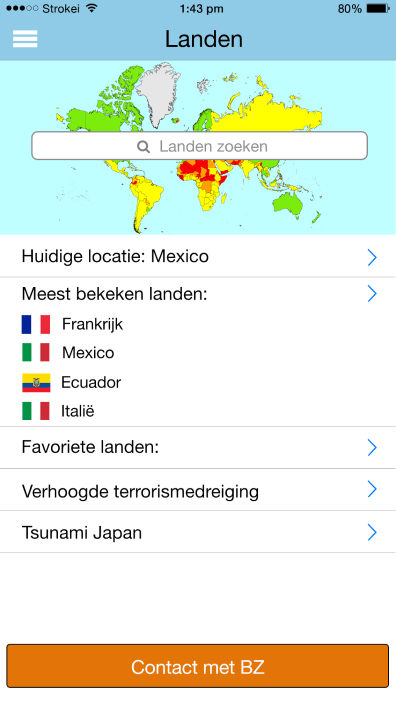 Strokei 1:43 pm 80%
Landen
Landen zoeken
Huidige locatie: Mexico
Meest bekeken landen:
Frankrijk
Mexico
Ecuador
Italië
Favoriete landen:
Verhoogde terrorismedreiging
Tsunami Japan
Contact met BZ